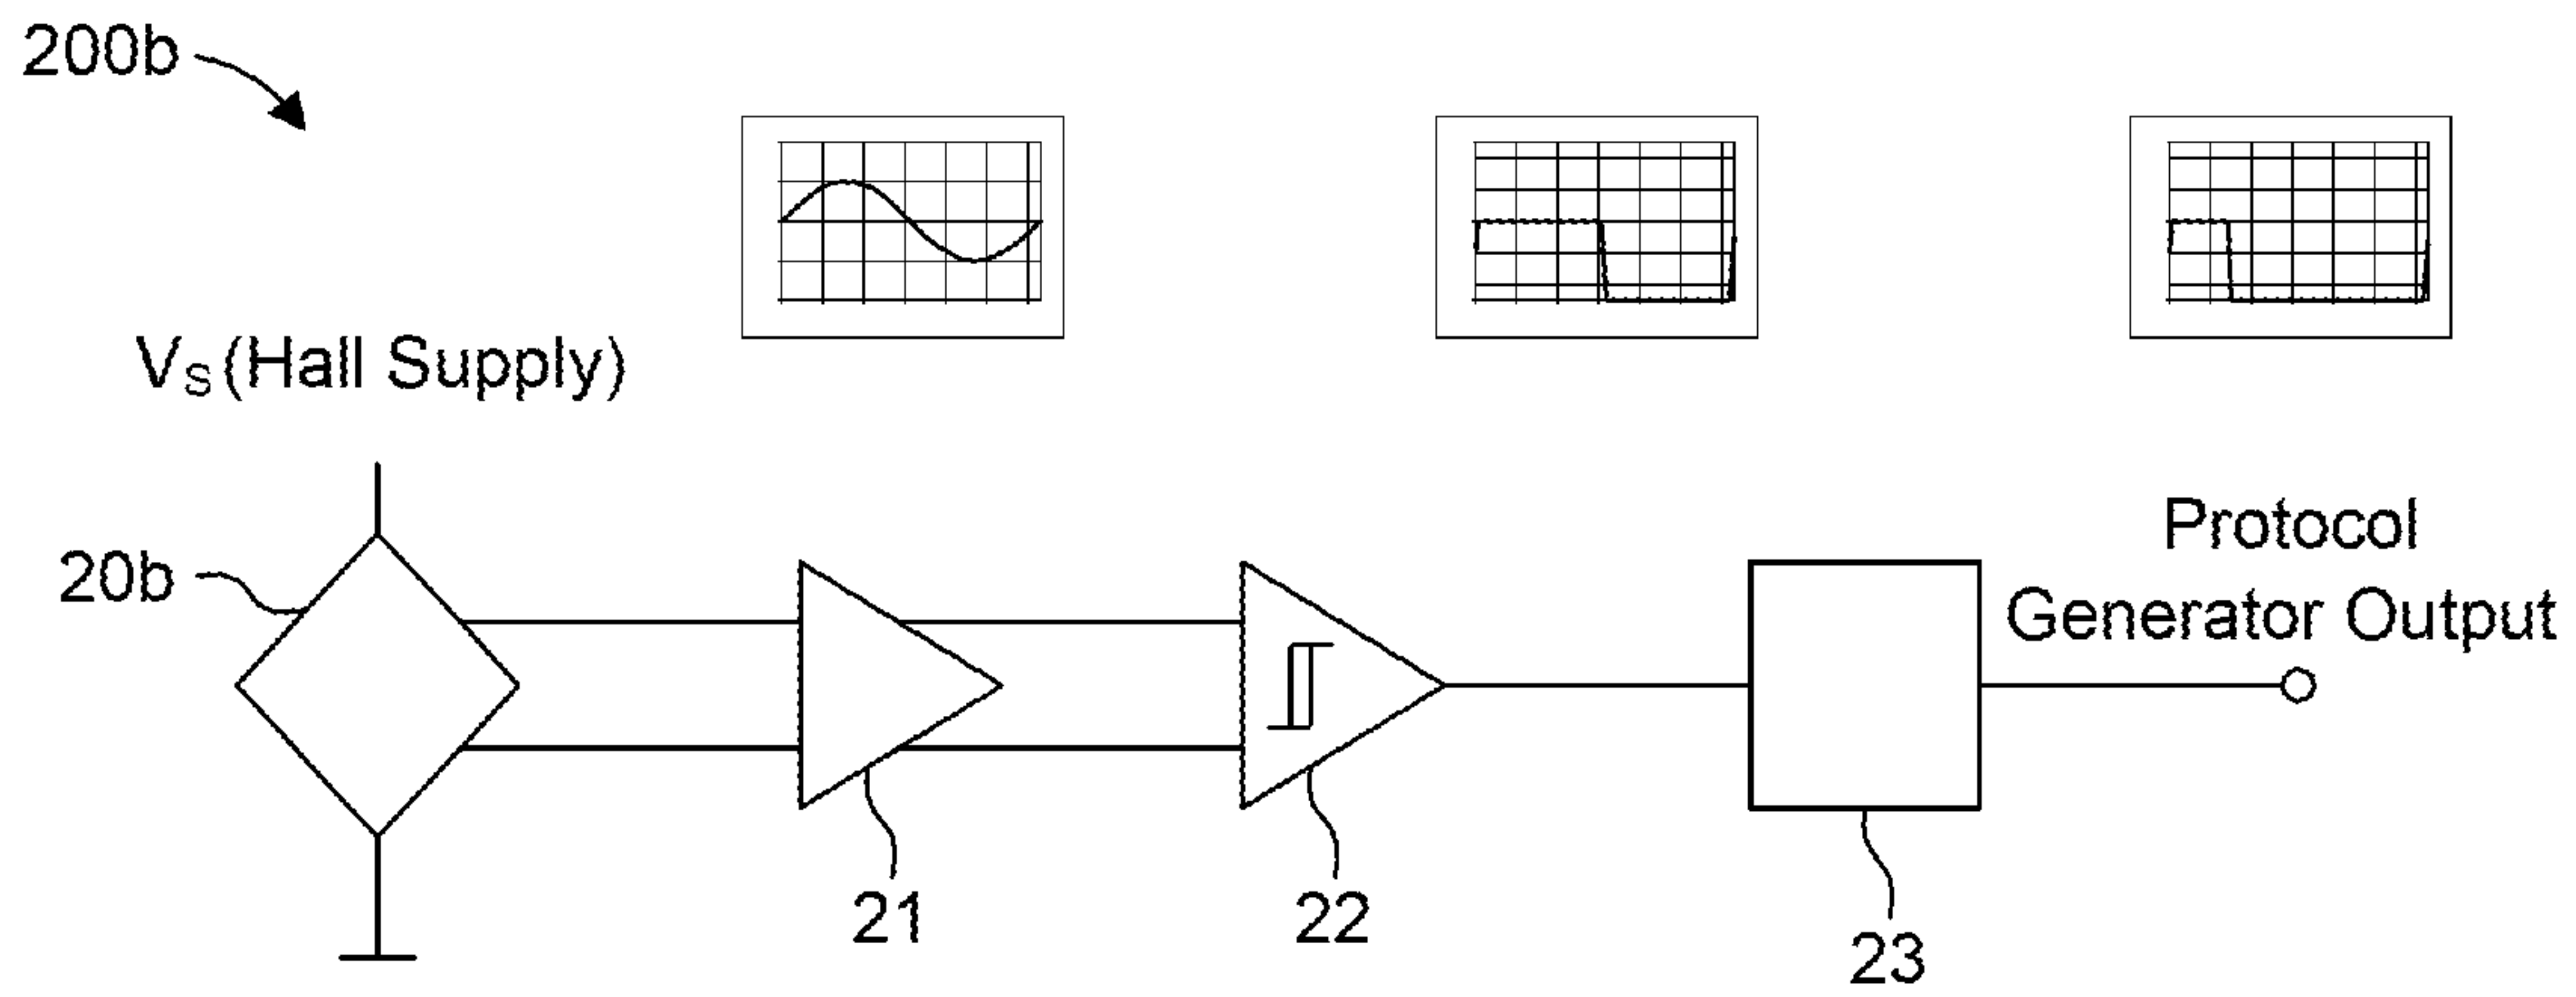 200b
Vs (Hall Supply)
20b
Protocol
Generator Output
21
22
23